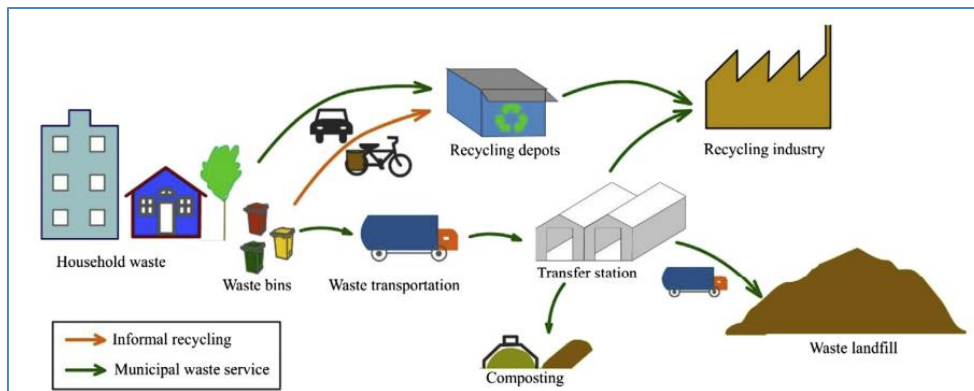 Recycling depots
Recycling industry
Household waste
Waste bins
Waste transportation
Transfer station
Informal recycling
Municipal waste service
Composting
Waste landfill